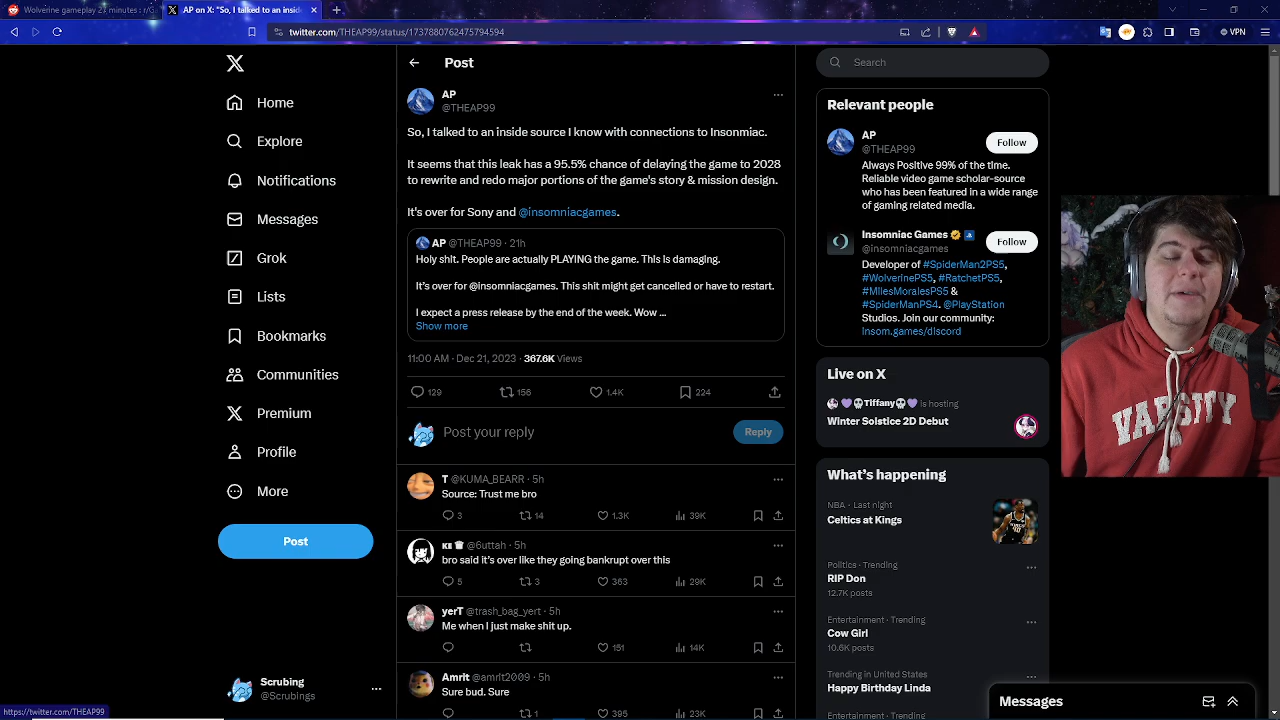 Wolverine gameplay 23 minutes : r/G
AP on X: "So, I talked to an insid
twitter.com/THEAP99/status/1737880762475794594
VPN
Home
Explore
Notifications
Messages
Grok
Lists
Bookmarks
Communities
Premium
Profile
More
Post
Scrubing
@Scrubings
https://twitter.com/THEAP99
Post
AP
@THEAP99
So, I talked to an inside source I know with connections to Insonmiac.
It seems that this leak has a 95.5% chance of delaying the game to 2028
to rewrite and redo major portions of the game's story & mission design.
It's over for Sony and @insomniacgames.
AP @THEAP99 · 21h
Holy shit. People are actually PLAYING the game. This is damaging.
It's over for @insomniacgames. This shit might get cancelled or have to restart.
I expect a press release by the end of the week. Wow ...
Show more
11:00 AM · Dec 21, 2023 · 367.6K Views
129 156 1.4K 224
Post your reply
Reply
T @KUMA_BEARR · 5h
Source: Trust me bro
3 14 1.3K 39K
@6uttah · 5h
bro said it's over like they going bankrupt over this
5 3 363 29K
yerT @trash_bag_yert · 5h
Me when I just make shit up.
151 14K
Amrit @amrit2009 · 5h
Sure bud. Sure
1 395 23K
Search
Relevant people
AP
@THEAP99
Follow
Always Positive 99% of the time.
Reliable video game scholar-source
who has been featured in a wide range
of gaming related media.
Insomniac Games
@insomniacgames
Follow
Developer of #SpiderMan2PS5,
#WolverinePS5, #RatchetPS5,
#MilesMoralesPS5 &
#SpiderManPS4. @PlayStation
Studios. Join our community:
insom.games/discord
Live on X
💜💀Tiffany💀💜 is hosting
Winter Solstice 2D Debut
What's happening
NBA · Last night
Celtics at Kings
Politics · Trending
RIP Don
12.7K posts
Entertainment · Trending
Cow Girl
10.6K posts
Trending in United States
Happy Birthday Linda
Entertainment · Trending
Messages
VARSITY